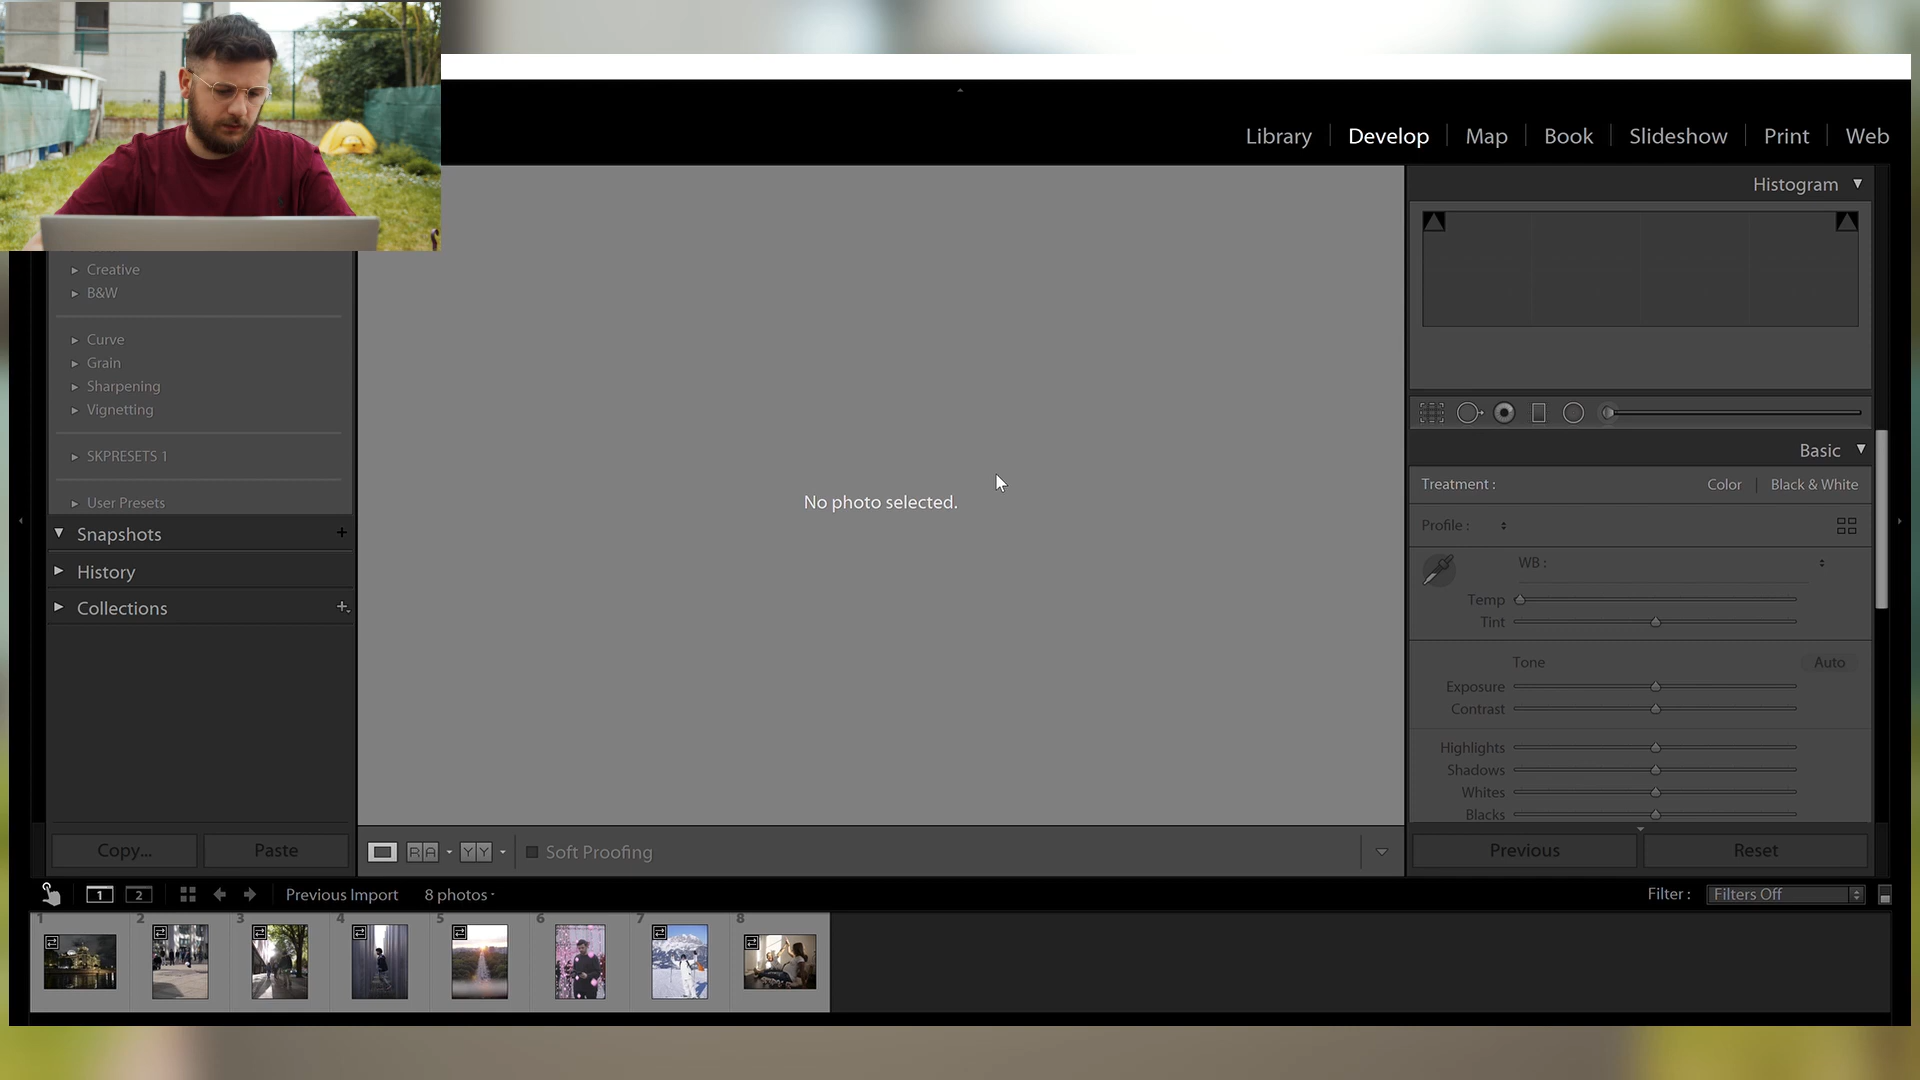 Library Develop Map Book Slideshow Print Web
Histogram
Creative
B&W
Curve
Grain
Sharpening
Vignetting
SKPRESETS 1
User Presets
Snapshots +
History
Collections +
No photo selected.
Basic
Treatment : Color Black & White
Profile :
WB :
Temp
Tint
Tone Auto
Exposure
Contrast
Highlights
Shadows
Whites
Blacks
Copy... Paste
R A Y Y Soft Proofing
Previous Reset
1 2 Previous Import 8 photos
Filter : Filters Off
1 2 3 4 5 6 7 8